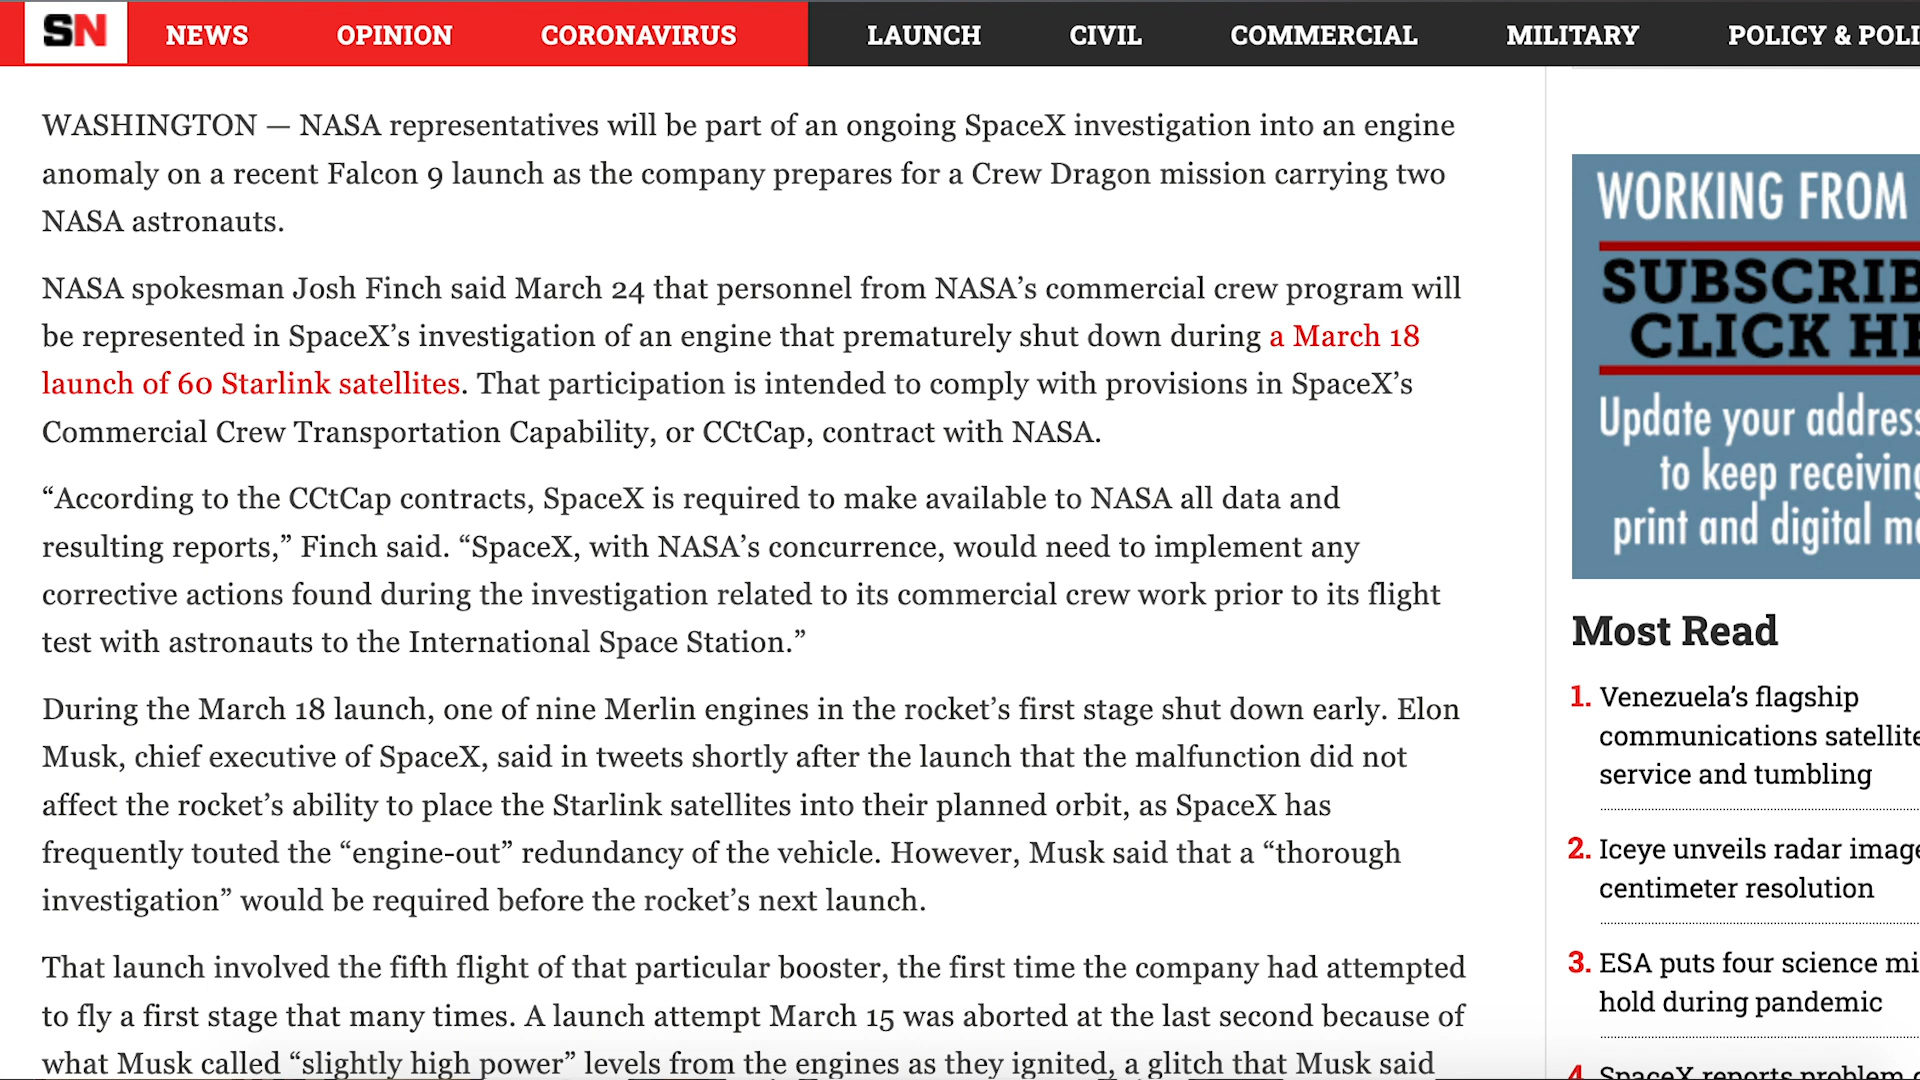 SN NEWS OPINION CORONAVIRUS LAUNCH CIVIL COMMERCIAL MILITARY POLICY & POLI
WASHINGTON — NASA representatives will be part of an ongoing SpaceX investigation into an engine
anomaly on a recent Falcon 9 launch as the company prepares for a Crew Dragon mission carrying two
NASA astronauts.
NASA spokesman Josh Finch said March 24 that personnel from NASA’s commercial crew program will
be represented in SpaceX’s investigation of an engine that prematurely shut down during a March 18
launch of 60 Starlink satellites. That participation is intended to comply with provisions in SpaceX’s
Commercial Crew Transportation Capability, or CCtCap, contract with NASA.
“According to the CCtCap contracts, SpaceX is required to make available to NASA all data and
resulting reports,” Finch said. “SpaceX, with NASA’s concurrence, would need to implement any
corrective actions found during the investigation related to its commercial crew work prior to its flight
test with astronauts to the International Space Station.”
During the March 18 launch, one of nine Merlin engines in the rocket’s first stage shut down early. Elon
Musk, chief executive of SpaceX, said in tweets shortly after the launch that the malfunction did not
affect the rocket’s ability to place the Starlink satellites into their planned orbit, as SpaceX has
frequently touted the “engine-out” redundancy of the vehicle. However, Musk said that a “thorough
investigation” would be required before the rocket’s next launch.
That launch involved the fifth flight of that particular booster, the first time the company had attempted
to fly a first stage that many times. A launch attempt March 15 was aborted at the last second because of
what Musk called “slightly high power” levels from the engines as they ignited, a glitch that Musk said
WORKING FROM
SUBSCRIB
CLICK HE
Update your address
to keep receiving
print and digital m
Most Read
1. Venezuela’s flagship
communications satellite
service and tumbling
2. Iceye unveils radar image
centimeter resolution
3. ESA puts four science mi
hold during pandemic
4. SpaceX reports problem